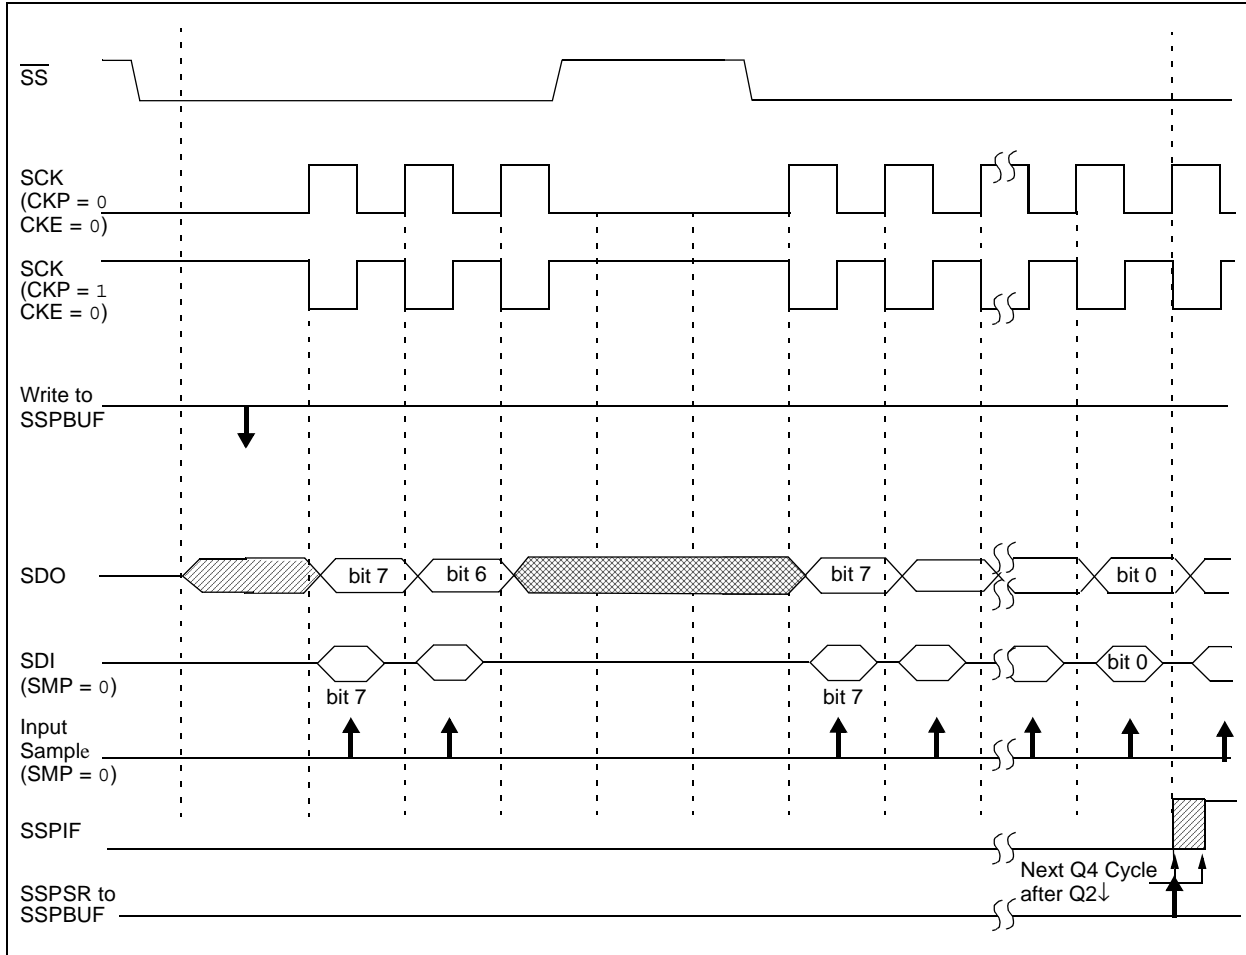 SS
SCK
(CKP = 0
CKE = 0)
SCK
(CKP = 1
CKE = 0)
Write to
SSPBUF
SDO
bit 7
bit 6
bit 7
bit 0
SDI
(SMP = 0)
bit 7
bit 7
bit 0
Input
Sample
(SMP = 0)
SSPIF
Next Q4 Cycle
after Q2↓
SSPSR to
SSPBUF